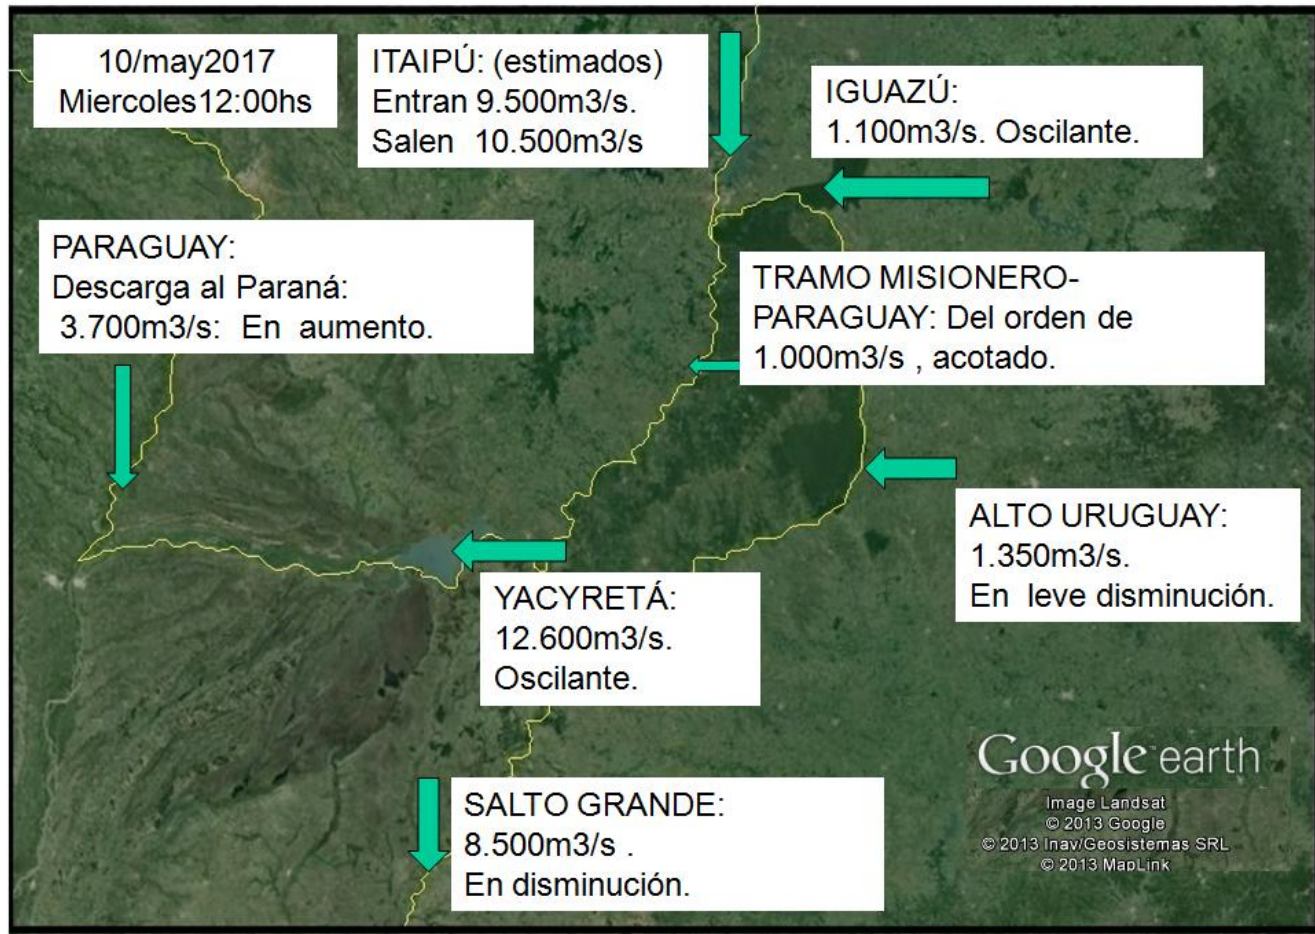 10/may2017
Miercoles12:00hs
ITAIPÚ: (estimados)
Entran 9.500m3/s.
Salen 10.500m3/s
IGUAZÚ:
1.100m3/s. Oscilante.
PARAGUAY:
Descarga al Paraná:
3.700m3/s: En aumento.
TRAMO MISIONERO-
PARAGUAY: Del orden de
1.000m3/s , acotado.
ALTO URUGUAY:
1.350m3/s.
En leve disminución.
YACYRETÁ:
12.600m3/s.
Oscilante.
SALTO GRANDE:
8.500m3/s .
En disminución.
Google earth
Image Landsat
© 2013 Google
© 2013 Inav/Geosistemas SRL
© 2013 MapLink